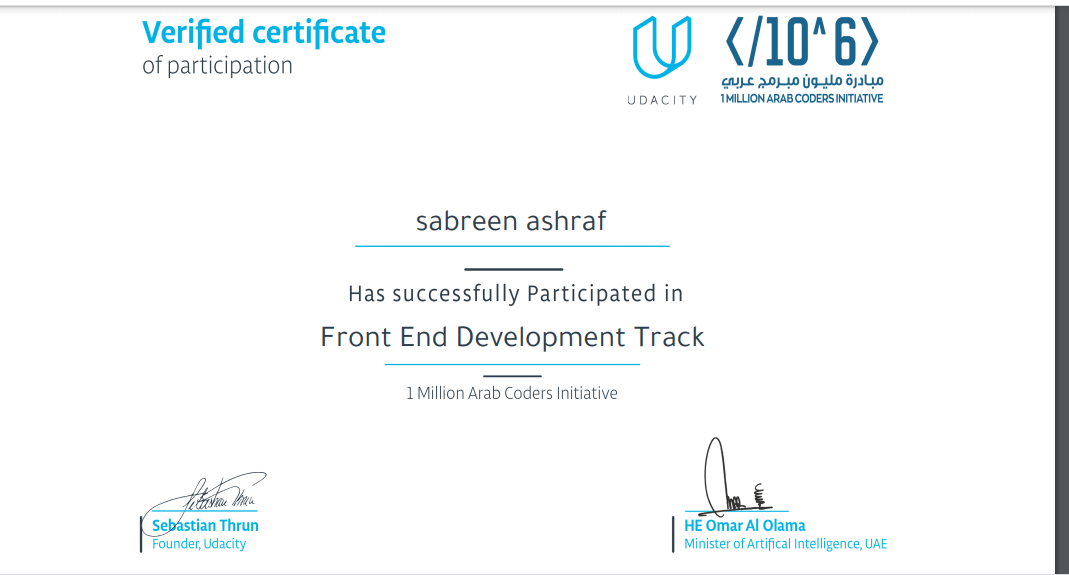 Verified certificate
of participation
UDACITY
</10^6>
مبادرة مليون مبرمج عربي
1 MILLION ARAB CODERS INITIATIVE
sabreen ashraf
Has successfully Participated in
Front End Development Track
1 Million Arab Coders Initiative
Sebastian Thrun
Sebastian Thrun
Founder, Udacity
HE Omar Al Olama
Minister of Artifical Intelligence, UAE